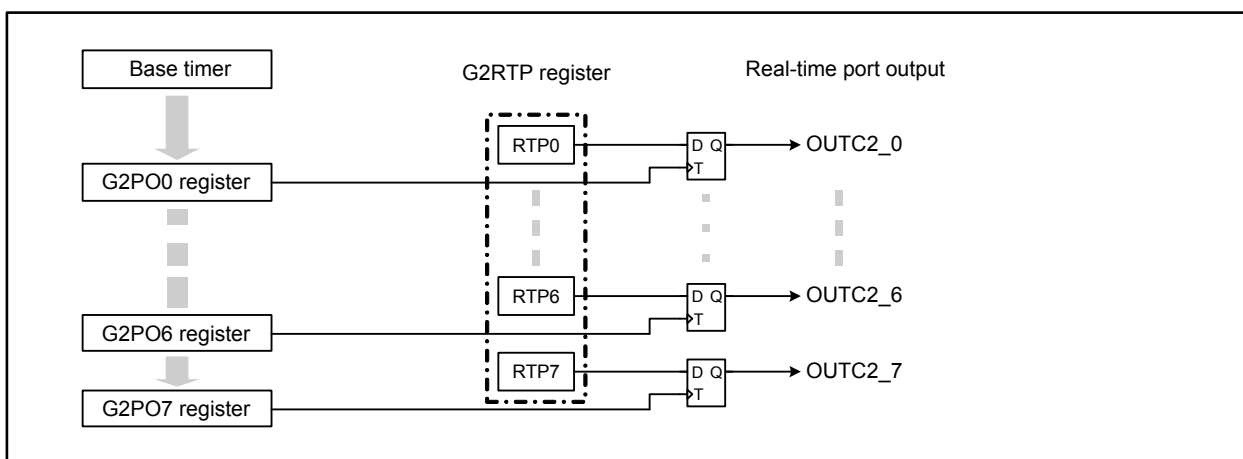 Base timer
G2RTP register
Real-time port output
RTP0
D Q
T
OUTC2_0
G2PO0 register
RTP6
D Q
T
OUTC2_6
G2PO6 register
RTP7
D Q
T
OUTC2_7
G2PO7 register